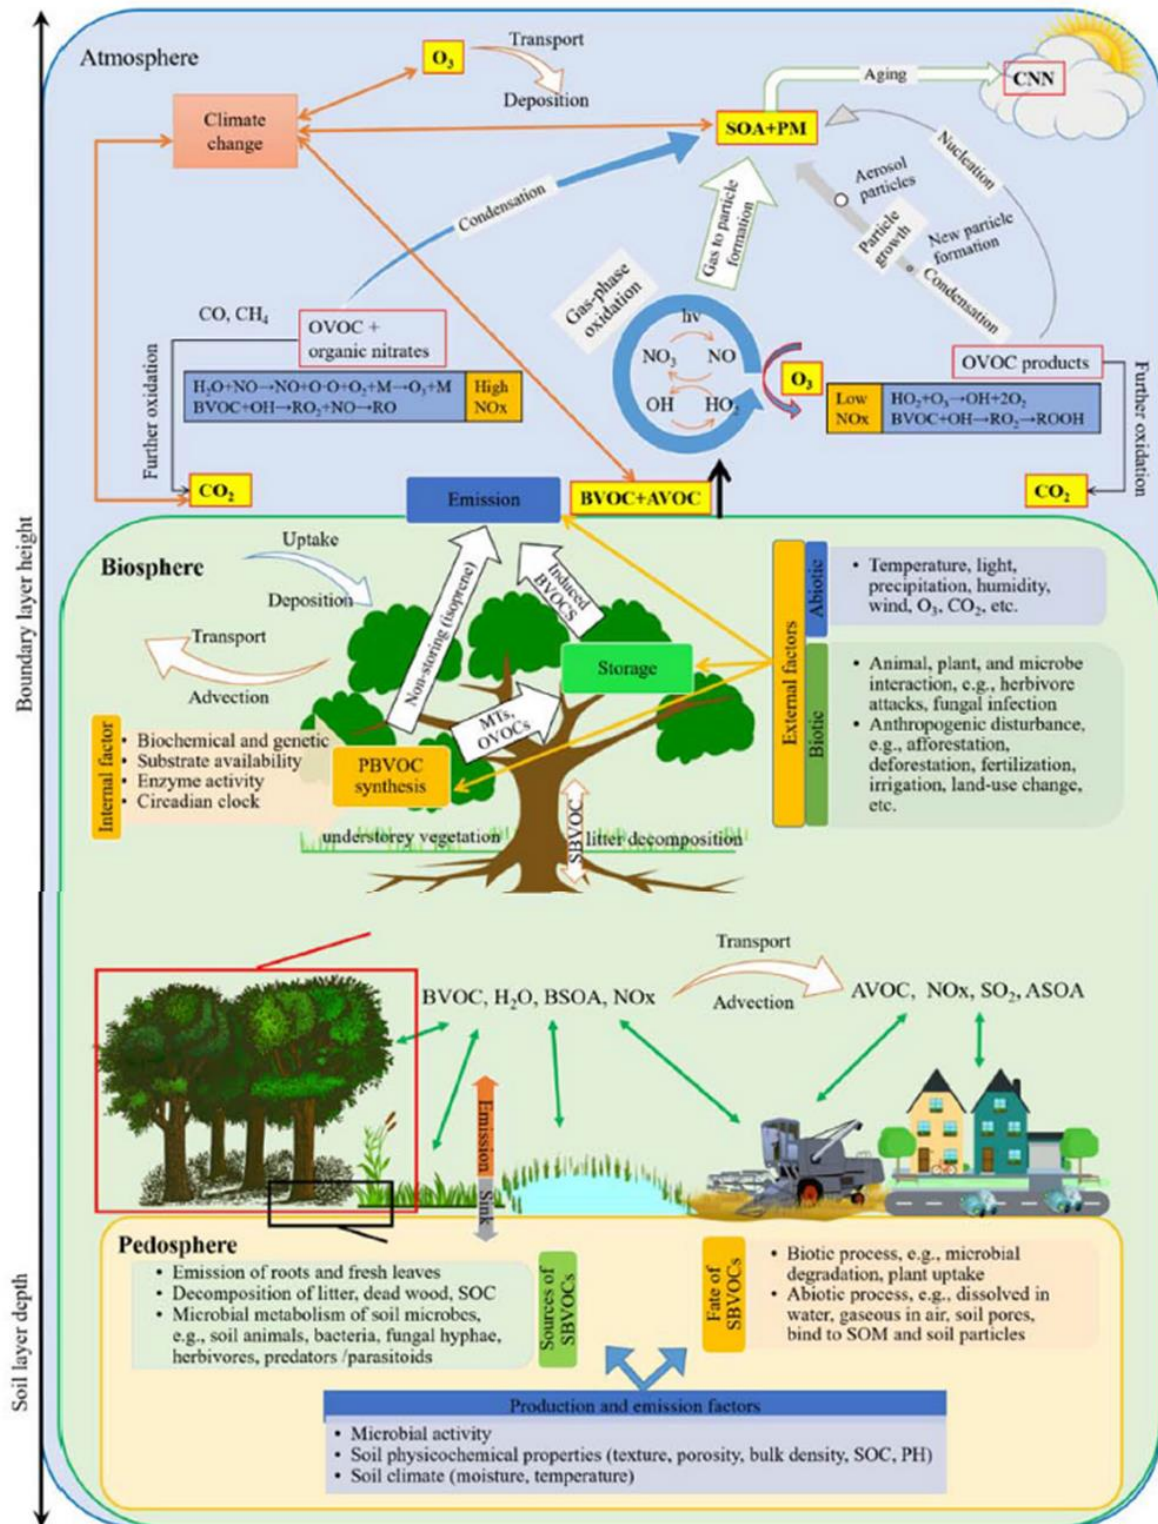 Atmosphere
O₃
Transport
Deposition
Climate
change
SOA+PM
Aging
CNN
Nucleation
Aerosol
particles
Particle
growth
New particle
formation
Condensation
Condensation
Gas to particle
formation
Gas-phase
oxidation
hv
NO₃
NO
OH
HO₂
O₃
CO, CH₄
OVOC +
organic nitrates
OVOC products
Further oxidation
H₂O+NO→NO+O·O+O₂+M→O₃+M
BVOC+OH→RO₂+NO→RO
High
NOx
Low
NOx
HO₂+O₃→OH+2O₂
BVOC+OH→RO₂→ROOH
Further oxidation
CO₂
Emission
BVOC+AVOC
CO₂
Boundary layer height
Biosphere
Uptake
Deposition
Transport
Advection
Non-storing (isoprene)
Induced
BVOCS
Storage
MTs,
OVOCs
PBVOC
synthesis
Internal factor
• Biochemical and genetic
• Substrate availability
• Enzyme activity
• Circadian clock
External factors
Abiotic
• Temperature, light,
precipitation, humidity,
wind, O₃, CO₂, etc.
Biotic
• Animal, plant, and microbe
interaction, e.g., herbivore
attacks, fungal infection
• Anthropogenic disturbance,
e.g., afforestation,
deforestation, fertilization,
irrigation, land-use change,
etc.
understorey vegetation
SBVOC
litter decomposition
Transport
Advection
BVOC, H₂O, BSOA, NOx
AVOC, NOx, SO₂, ASOA
Emission
Sink
Soil layer depth
Pedosphere
• Emission of roots and fresh leaves
• Decomposition of litter, dead wood, SOC
• Microbial metabolism of soil microbes,
e.g., soil animals, bacteria, fungal hyphae,
herbivores, predators /parasitoids
Sources of
SBVOCs
Fate of
SBVOCs
• Biotic process, e.g., microbial
degradation, plant uptake
• Abiotic process, e.g., dissolved in
water, gaseous in air, soil pores,
bind to SOM and soil particles
Production and emission factors
• Microbial activity
• Soil physicochemical properties (texture, porosity, bulk density, SOC, PH)
• Soil climate (moisture, temperature)